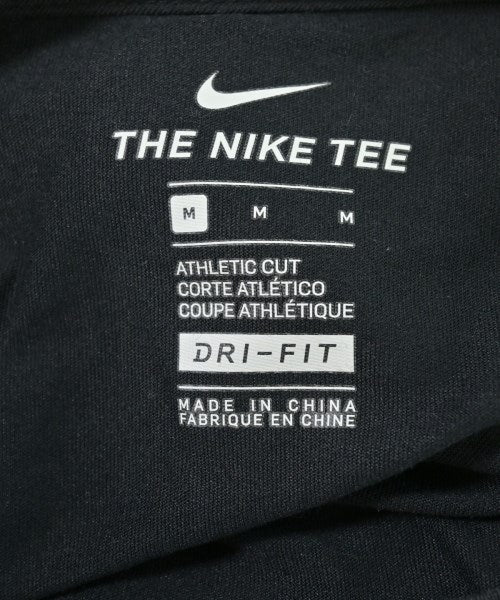 THE NIKE TEE
M M M
ATHLETIC CUT
CORTE ATLÉTICO
COUPE ATHLÉTIQUE
DRI-FIT
MADE IN CHINA
FABRIQUE EN CHINE